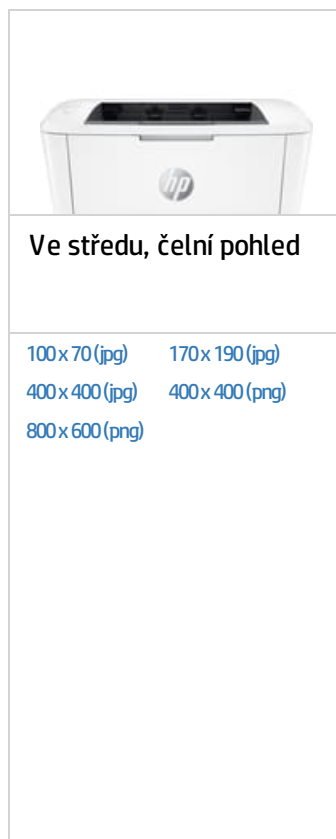 hp
Ve středu, čelní pohled
100 x 70 (jpg) 170 x 190 (jpg)
400 x 400 (jpg) 400 x 400 (png)
800 x 600 (png)